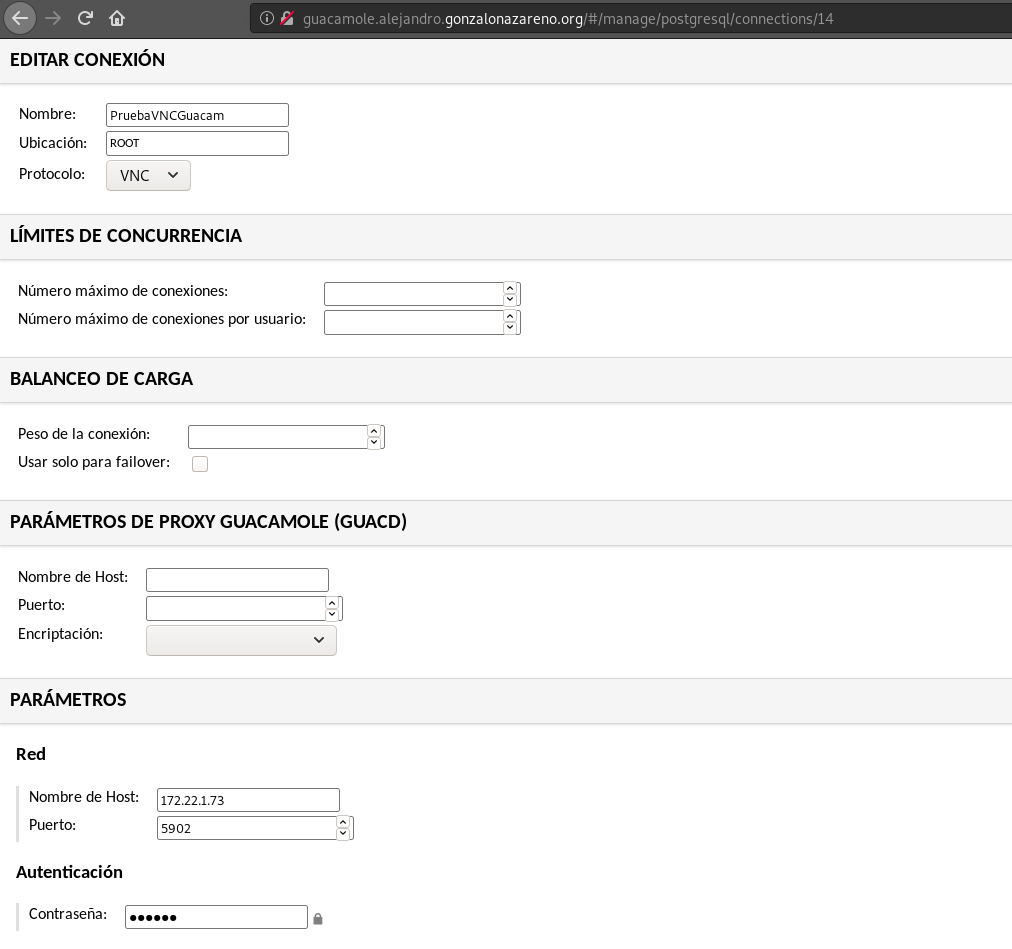 guacamole.alejandro.gonzalonazareno.org/#/manage/postgresql/connections/14
EDITAR CONEXIÓN
Nombre: PruebaVNCGuacam
Ubicación: ROOT
Protocolo: VNC
LÍMITES DE CONCURRENCIA
Número máximo de conexiones:
Número máximo de conexiones por usuario:
BALANCEO DE CARGA
Peso de la conexión:
Usar solo para failover:
PARÁMETROS DE PROXY GUACAMOLE (GUACD)
Nombre de Host:
Puerto:
Encriptación:
PARÁMETROS
Red
Nombre de Host: 172.22.1.73
Puerto: 5902
Autenticación
Contraseña: ●●●●●●